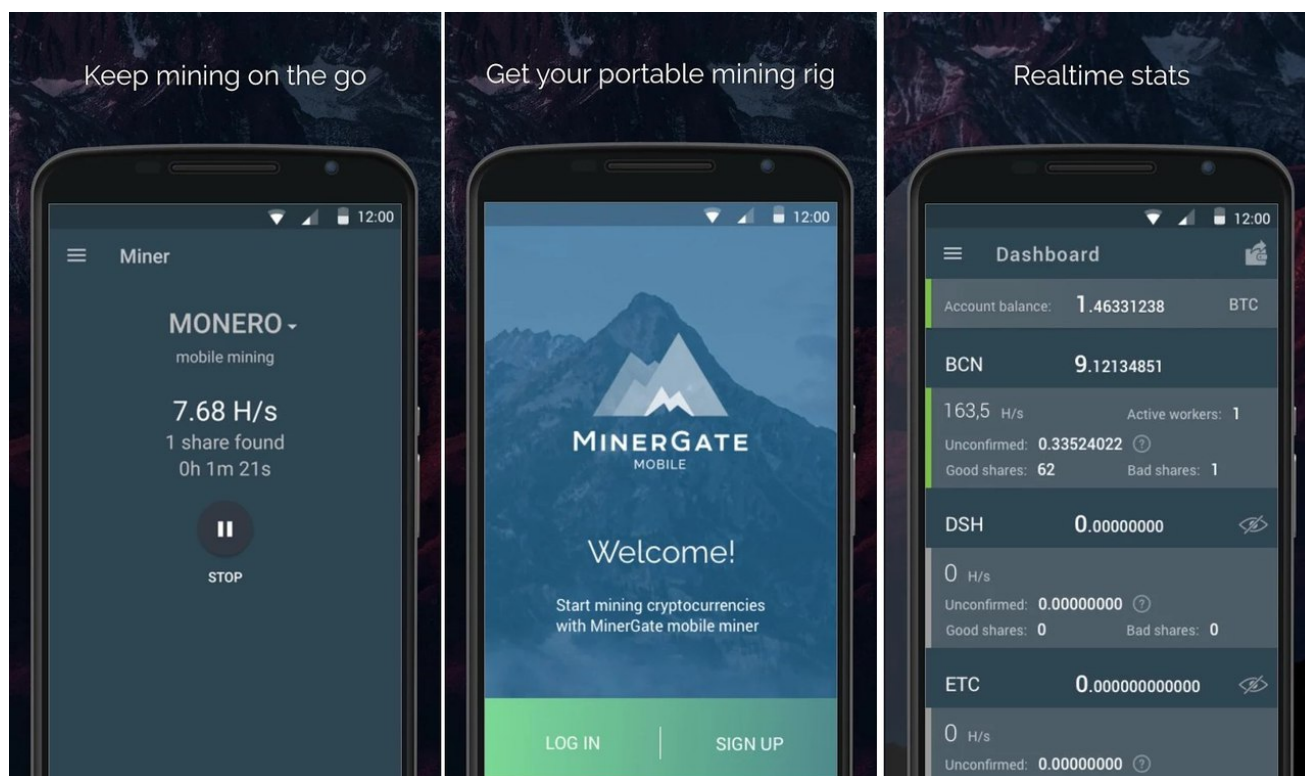 Keep mining on the go
12:00
Miner
MONERO
mobile mining
7.68 H/s
1 share found
0h 1m 21s
STOP
Get your portable mining rig
12:00
MINERGATE
MOBILE
Welcome!
Start mining cryptocurrencies
with MinerGate mobile miner
LOG IN
SIGN UP
Realtime stats
12:00
Dashboard
Account balance: 1.46331238 BTC
BCN 9.12134851
163,5 H/s Active workers: 1
Unconfirmed: 0.33524022 ?
Good shares: 62 Bad shares: 1
DSH 0.00000000
0 H/s
Unconfirmed: 0.00000000 ?
Good shares: 0 Bad shares: 0
ETC 0.000000000000
0 H/s
Unconfirmed: 0.00000000 ?